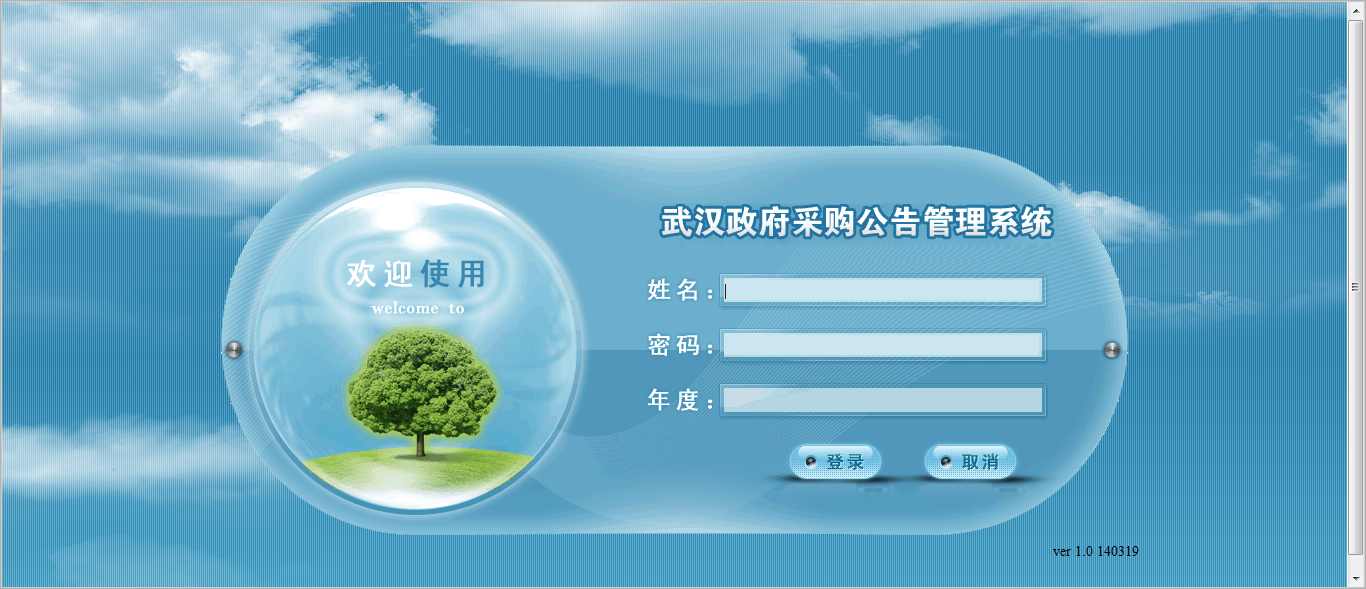 武汉政府采购公告管理系统
欢迎使用
welcome to
姓名:
密码:
年度:
登录
取消
ver 1.0 140319